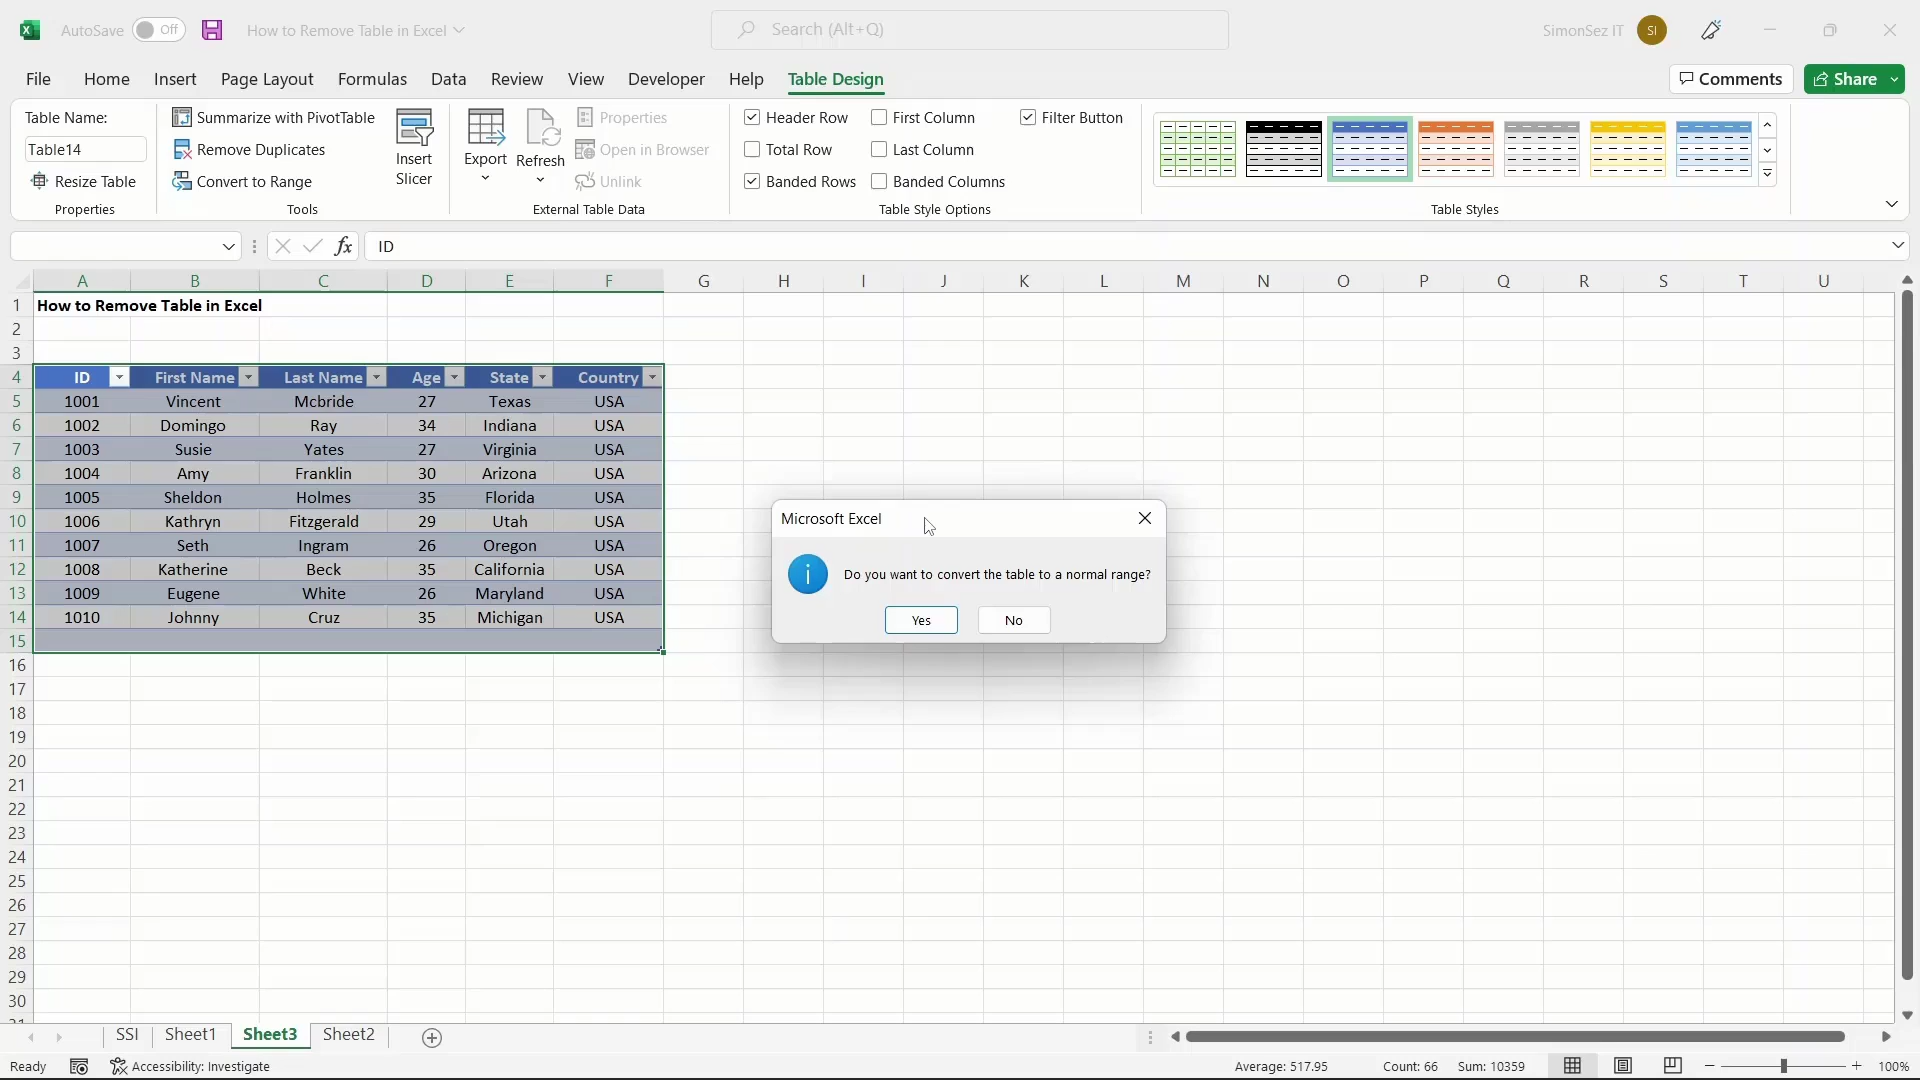 AutoSave Off How to Remove Table in Excel Search (Alt+Q) SimonSez IT SI
File Home Insert Page Layout Formulas Data Review View Developer Help Table Design Comments Share
Table Name:
Table14
Resize Table
Properties
Summarize with PivotTable
Remove Duplicates
Convert to Range
Tools
Insert
Slicer
Export
Refresh
Properties
Open in Browser
Unlink
External Table Data
Header Row First Column Filter Button
Total Row Last Column
Banded Rows Banded Columns
Table Style Options
Table Styles
fx ID
A B C D E F G H I J K L M N O P Q R S T U
1 How to Remove Table in Excel
2
3
4 ID First Name Last Name Age State Country
5 1001 Vincent Mcbride 27 Texas USA
6 1002 Domingo Ray 34 Indiana USA
7 1003 Susie Yates 27 Virginia USA
8 1004 Amy Franklin 30 Arizona USA
9 1005 Sheldon Holmes 35 Florida USA
10 1006 Kathryn Fitzgerald 29 Utah USA
11 1007 Seth Ingram 26 Oregon USA
12 1008 Katherine Beck 35 California USA
13 1009 Eugene White 26 Maryland USA
14 1010 Johnny Cruz 35 Michigan USA
15
16
17
18
19
20
21
22
23
24
25
26
27
28
29
30
Microsoft Excel
Do you want to convert the table to a normal range?
Yes No
SSI Sheet1 Sheet3 Sheet2
Ready Accessibility: Investigate Average: 517.95 Count: 66 Sum: 10359 100%